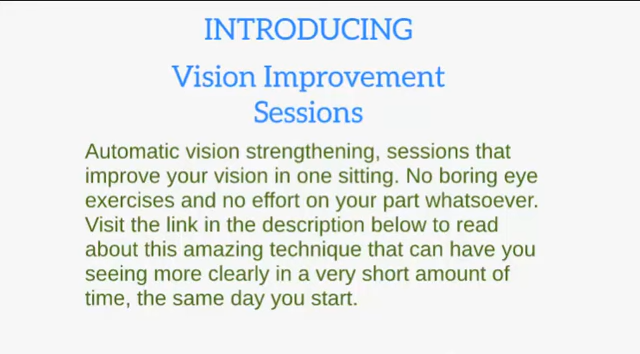 INTRODUCING
Vision Improvement
Sessions
Automatic vision strengthening, sessions that
improve your vision in one sitting. No boring eye
exercises and no effort on your part whatsoever.
Visit the link in the description below to read
about this amazing technique that can have you
seeing more clearly in a very short amount of
time, the same day you start.